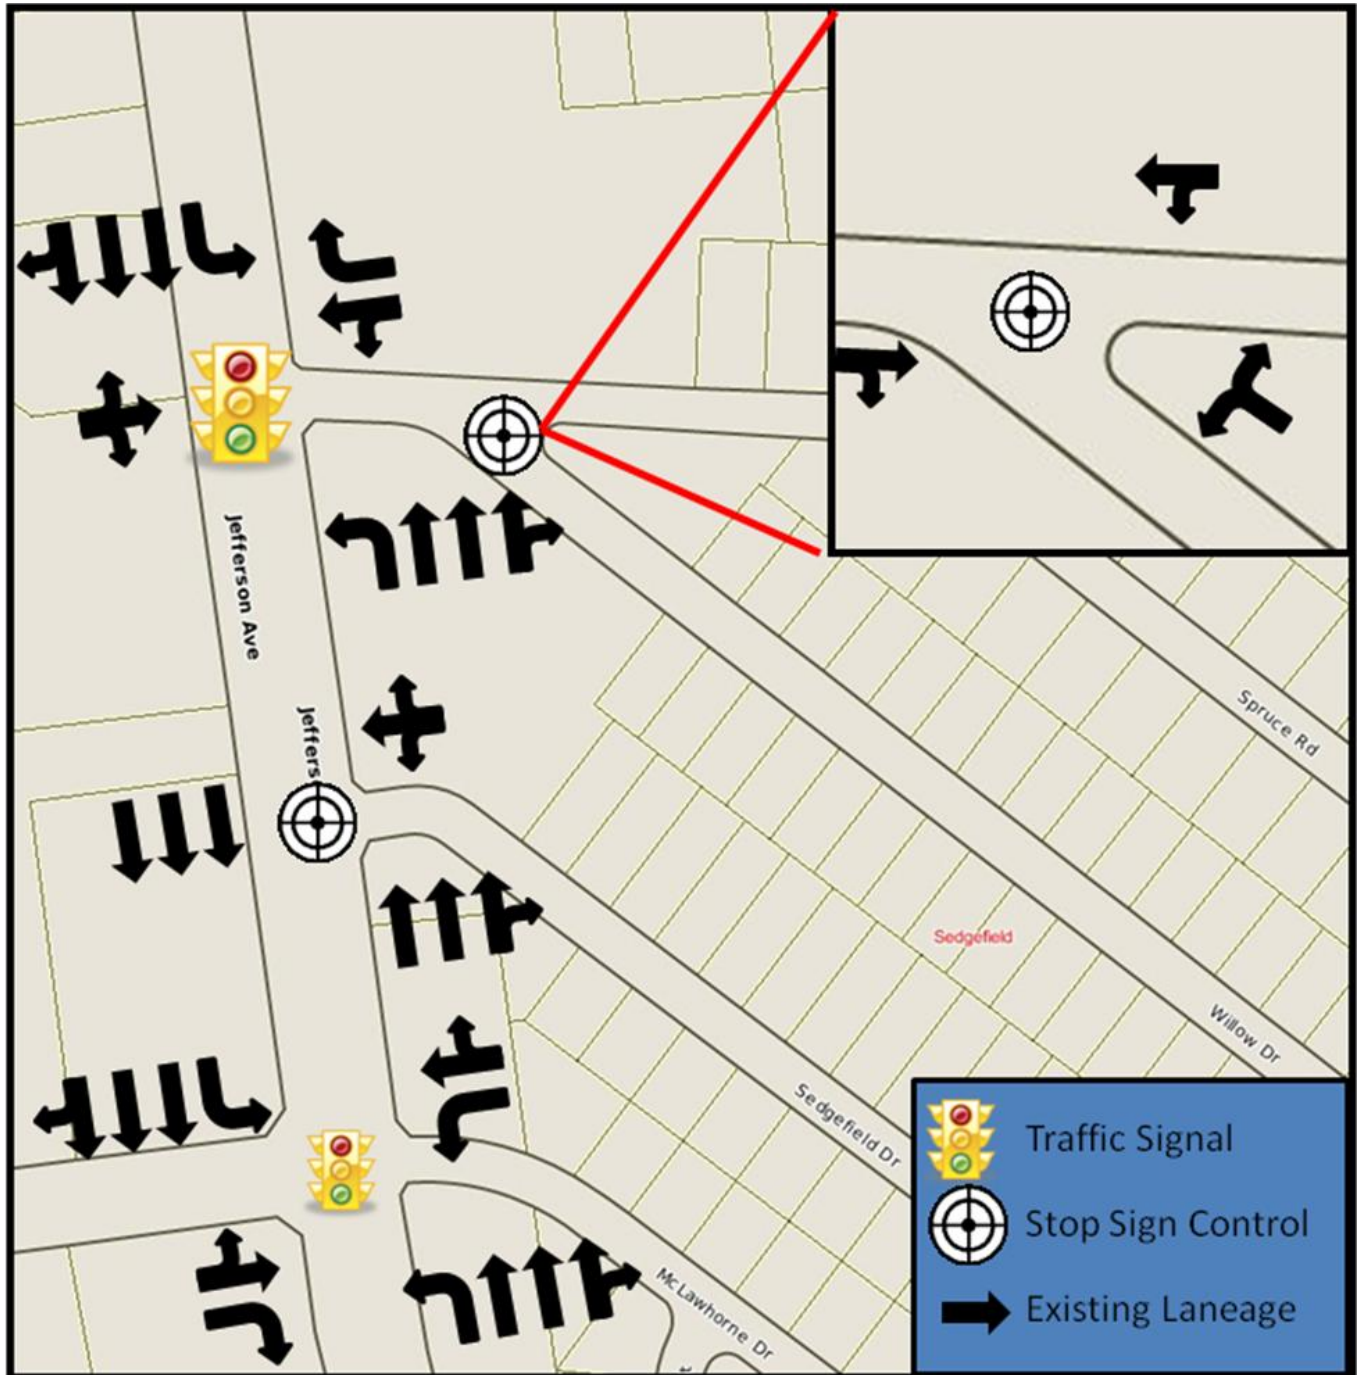 Jefferson Ave
Jeffers
Spruce Rd
Sedgefield
Willow Dr
Sedgefield Dr
McLawhorne Dr
Traffic Signal
Stop Sign Control
Existing Laneage